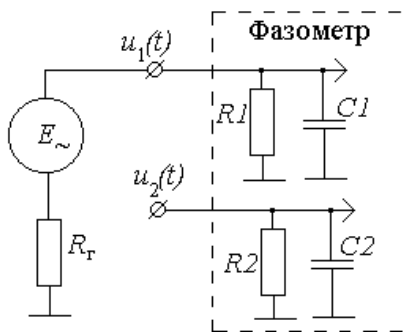 Фазометр
u₁(t)
R1
C1
E~
u₂(t)
Rг
R2
C2